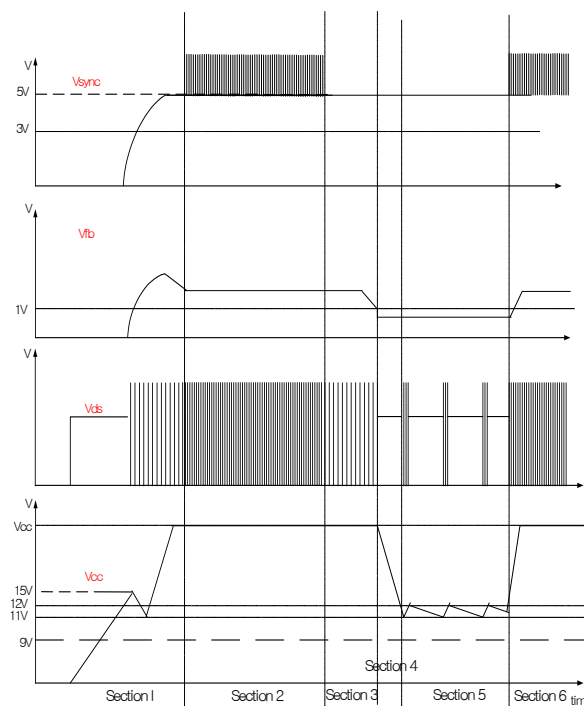 V
Vsync
5V
3V
V
Vfb
1V
V
Vds
V
Vcc
Vcc
15V
12V
11V
9V
Section 4
Section 1
Section 2
Section 3
Section 5
Section 6
tim